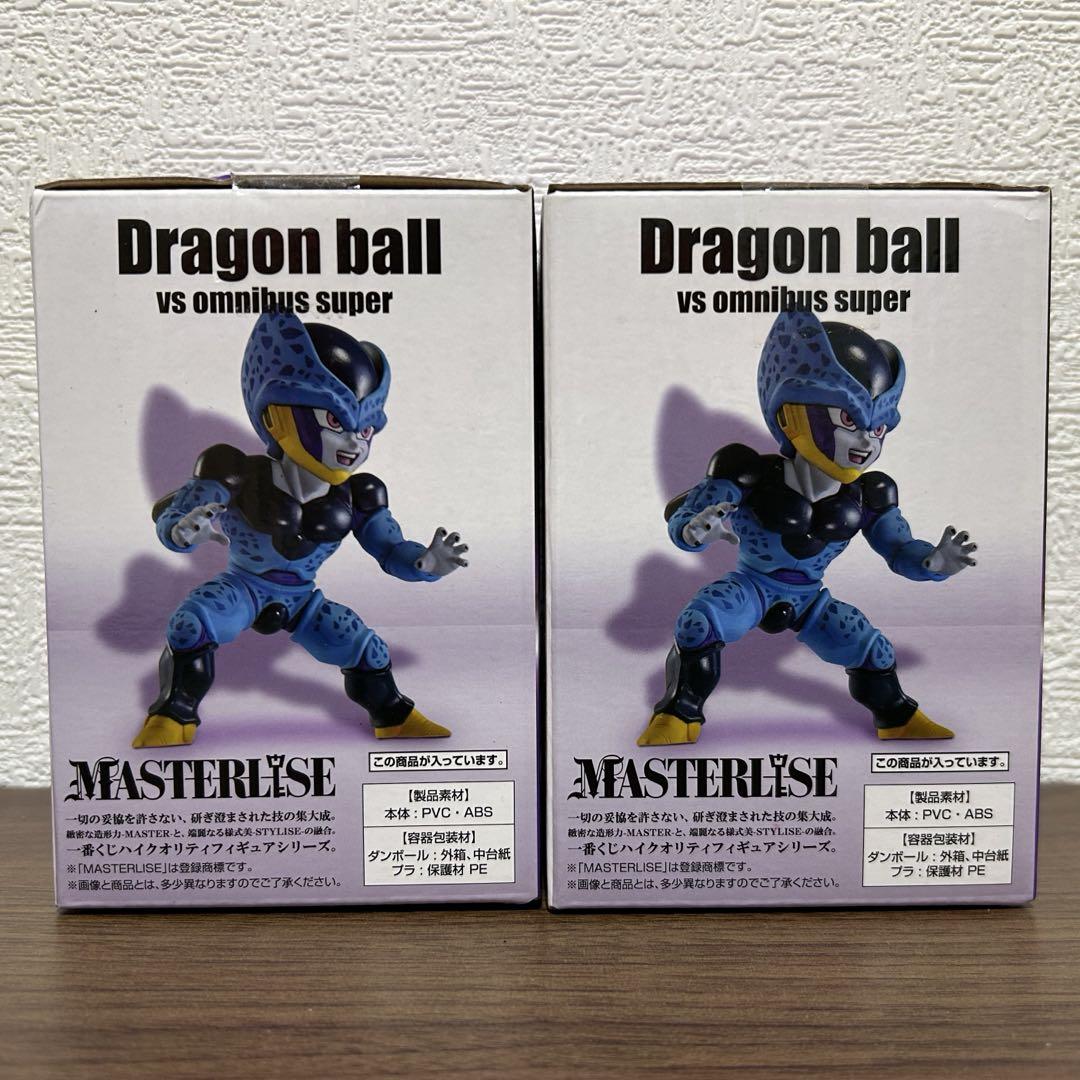 Dragon ball
vs omnibus super
MASTERLISE
この商品が入っています。
一切の妥協を許さない、研ぎ澄まされた技の集大成。
緻密な造形力-MASTER-と、端麗なる様式美-STYLISE-の融合。
一番くじハイクオリティフィギュアシリーズ。
※「MASTERLISE」は登録商標です。
※画像と商品とは、多少異なりますのでご了承ください。
【製品素材】
本体：PVC・ABS
【容器包装材】
ダンボール：外箱、中台紙
プラ：保護材 PE
Dragon ball
vs omnibus super
MASTERLISE
この商品が入っています。
一切の妥協を許さない、研ぎ澄まされた技の集大成。
緻密な造形力-MASTER-と、端麗なる様式美-STYLISE-の融合。
一番くじハイクオリティフィギュアシリーズ。
※「MASTERLISE」は登録商標です。
※画像と商品とは、多少異なりますのでご了承ください。
【製品素材】
本体：PVC・ABS
【容器包装材】
ダンボール：外箱、中台紙
プラ：保護材 PE